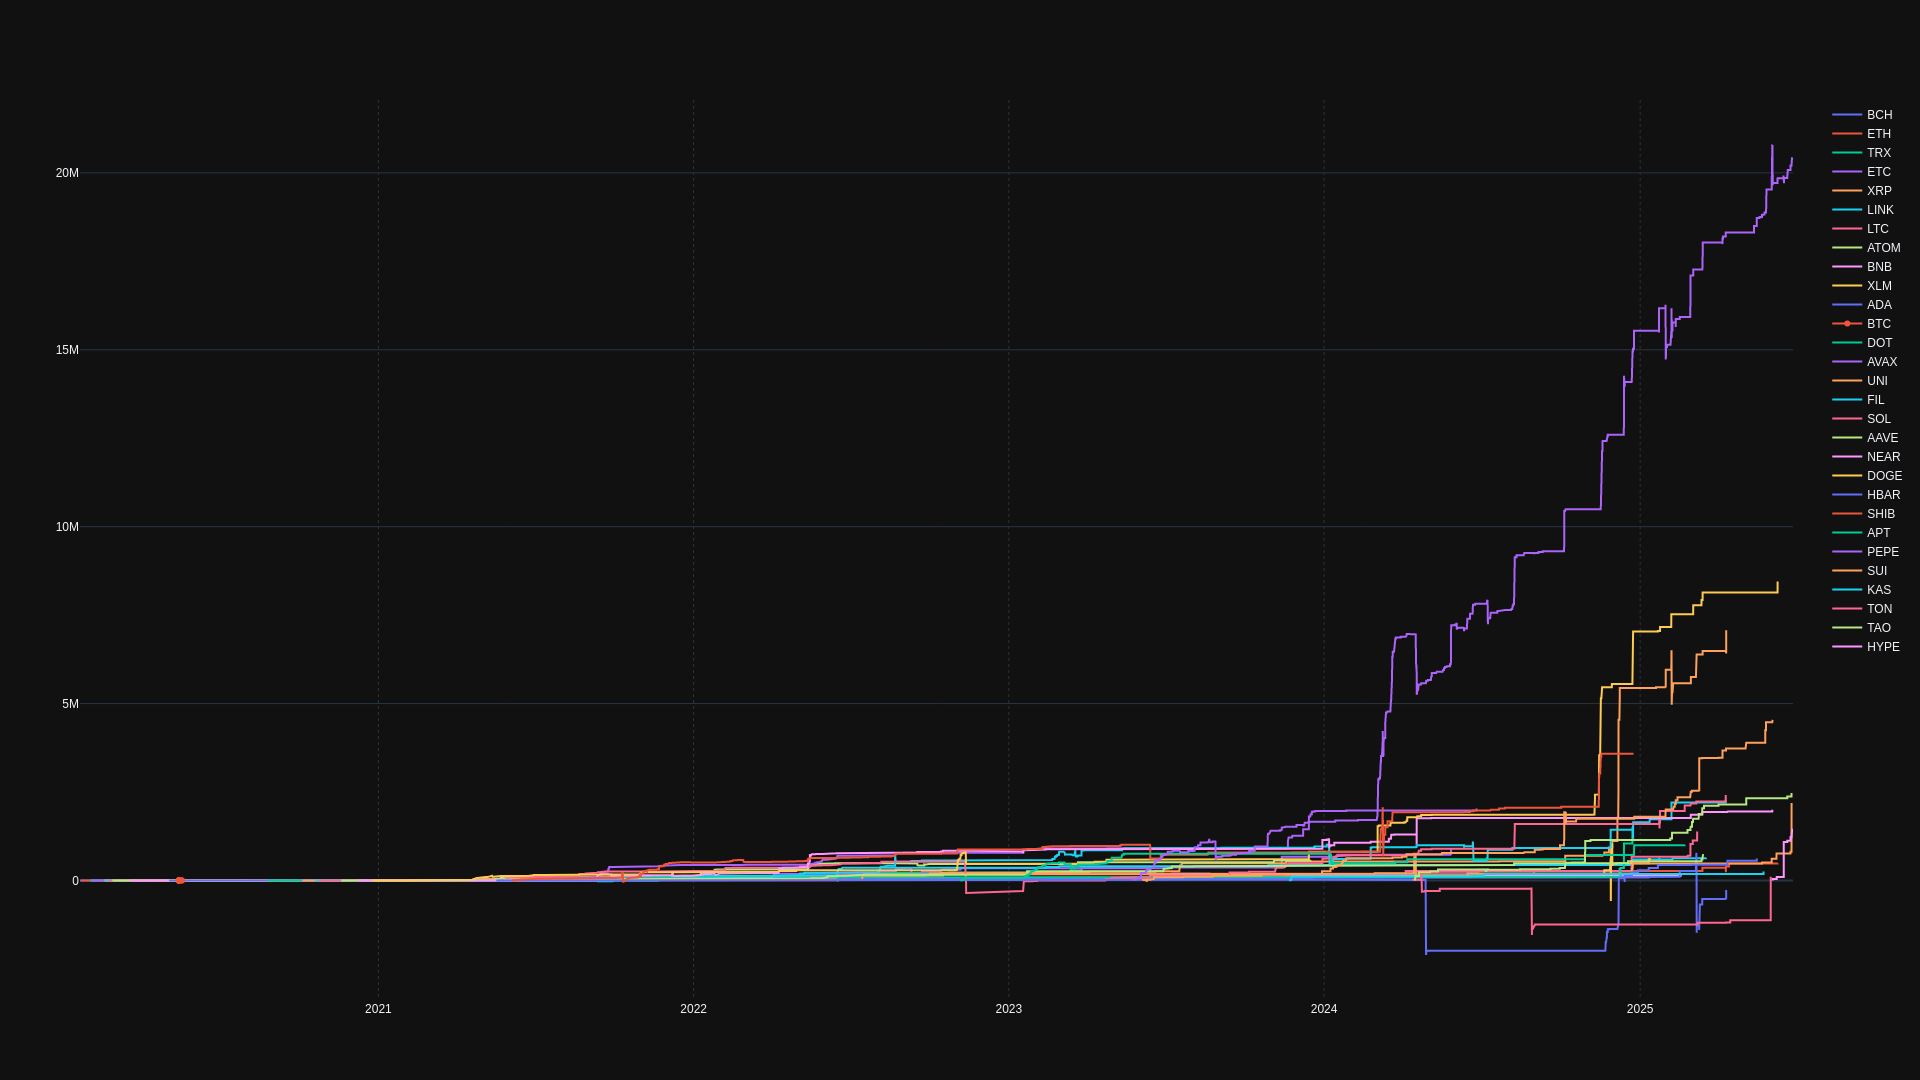 20M
15M
10M
5M
0
2021
2022
2023
2024
2025
BCH
ETH
TRX
ETC
XRP
LINK
LTC
ATOM
BNB
XLM
ADA
BTC
DOT
AVAX
UNI
FIL
SOL
AAVE
NEAR
DOGE
HBAR
SHIB
APT
PEPE
SUI
KAS
TON
TAO
HYPE